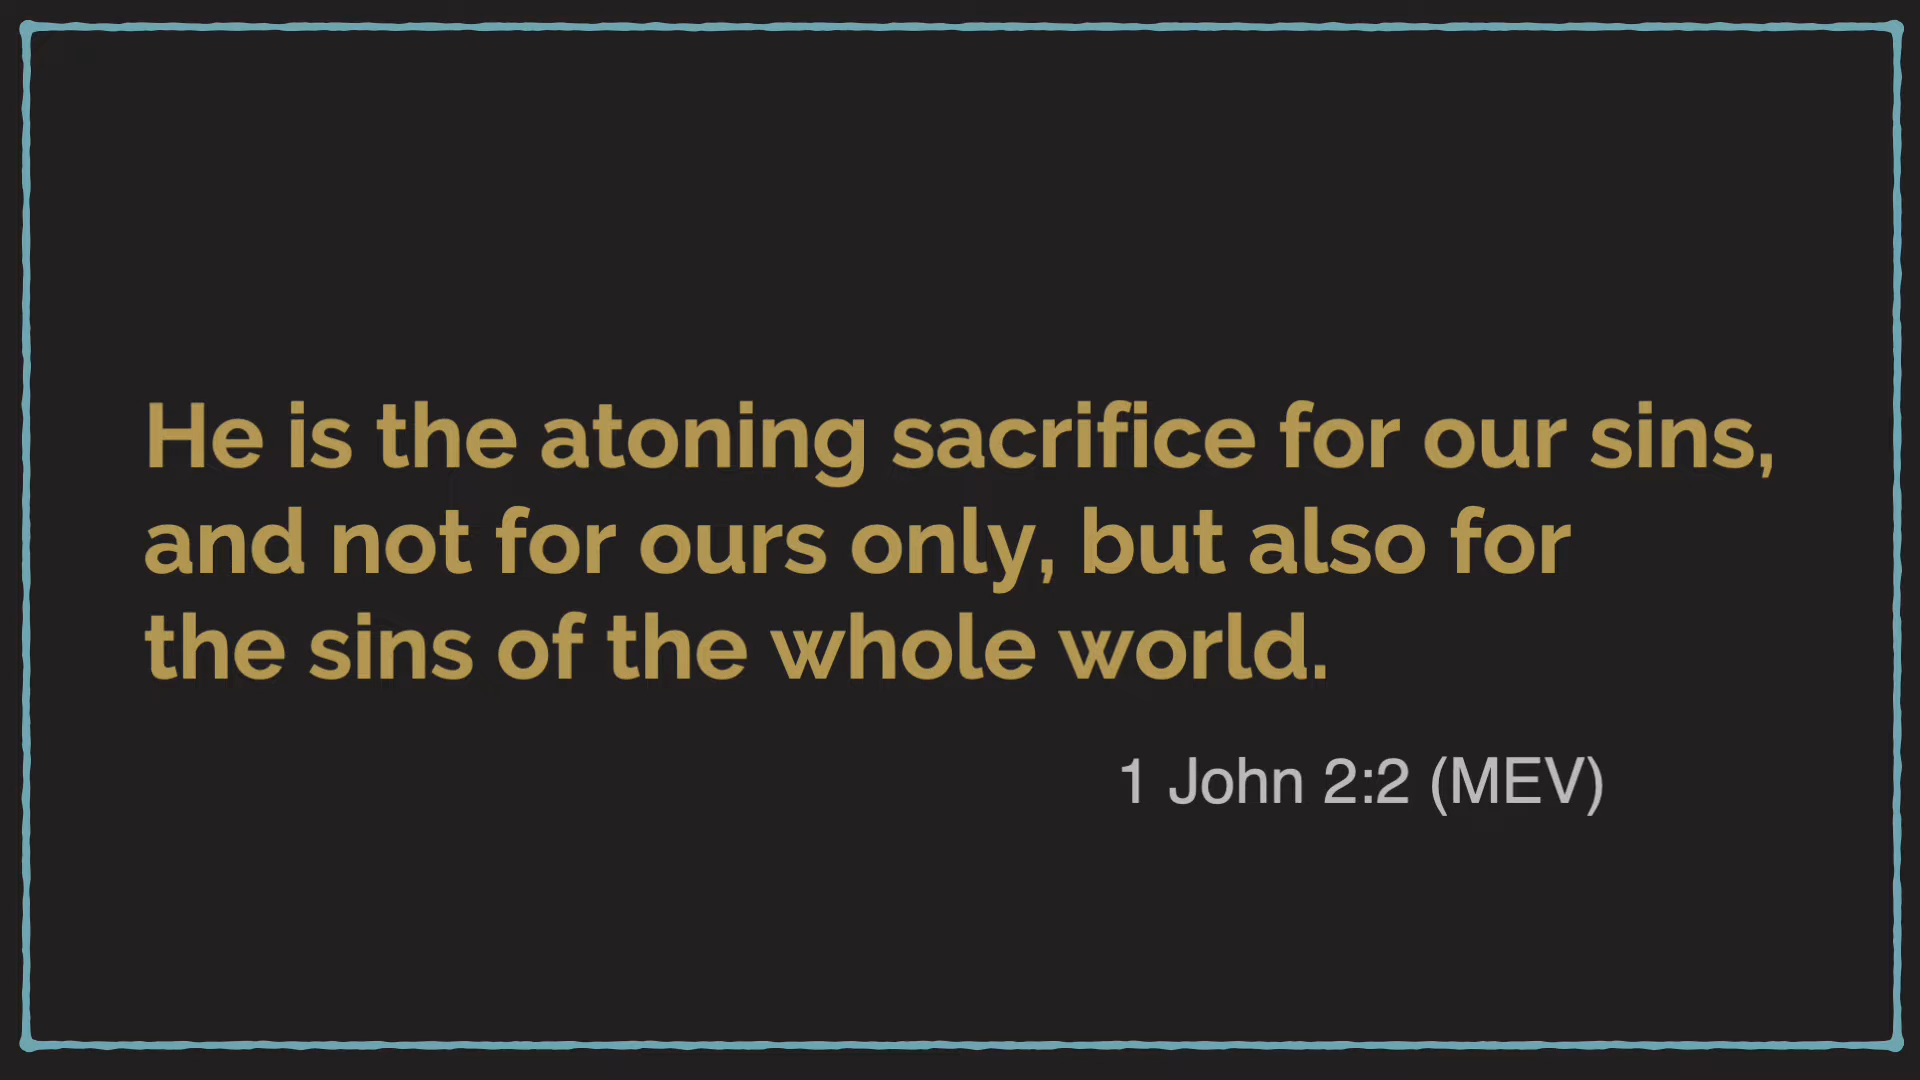 He is the atoning sacrifice for our sins,
and not for ours only, but also for
the sins of the whole world.
1 John 2:2 (MEV)